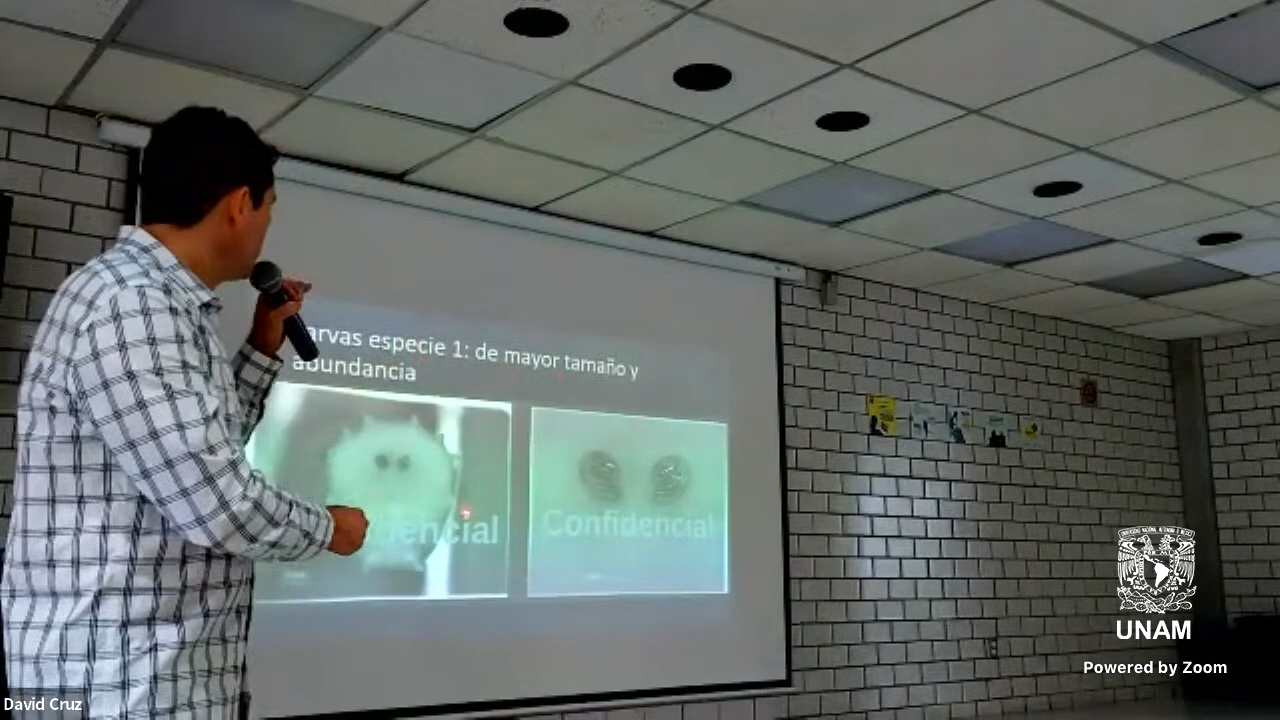 arvas especie 1: de mayor tamaño y
abundancia
dencial
Confidencial
UNAM
Powered by Zoom
David Cruz